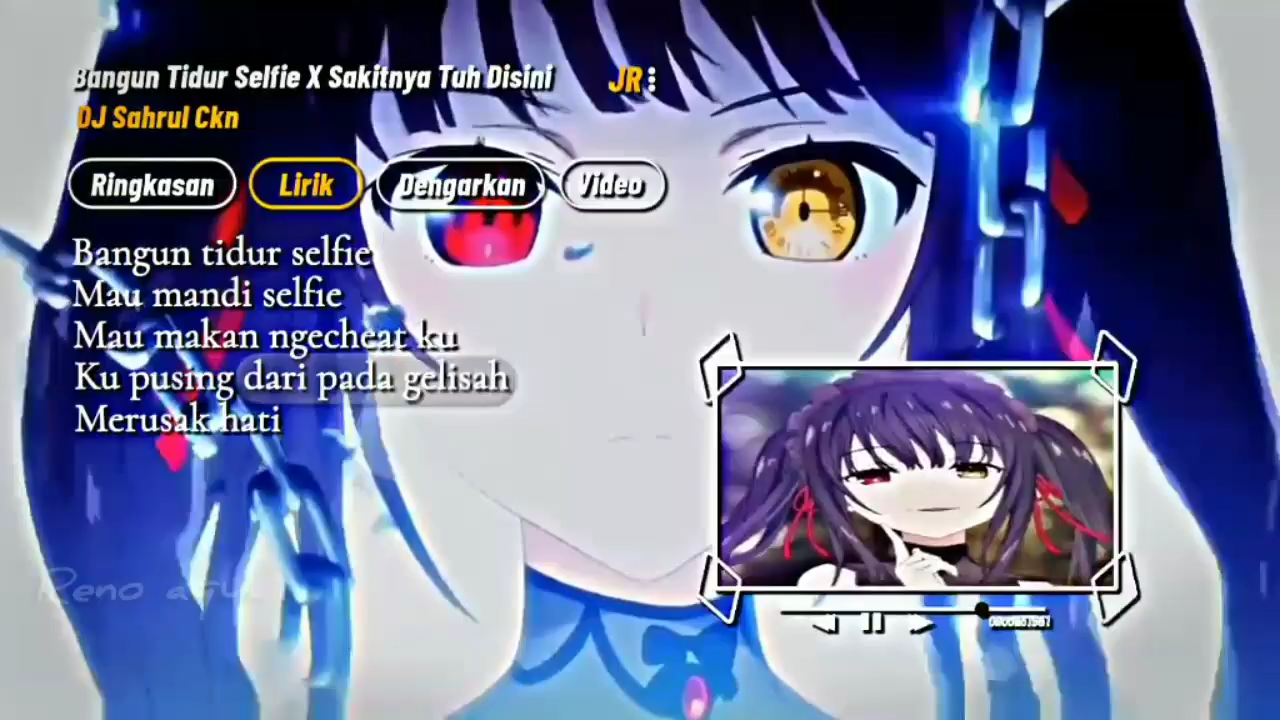 Bangun Tidur Selfie X Sakitnya Tuh Disini JR
DJ Sahrul Ckn
Ringkasan Lirik Dengarkan Video
Bangun tidur selfie
Mau mandi selfie
Mau makan ngecheat ku
Ku pusing dari pada gelisah
Merusak hati
Reno